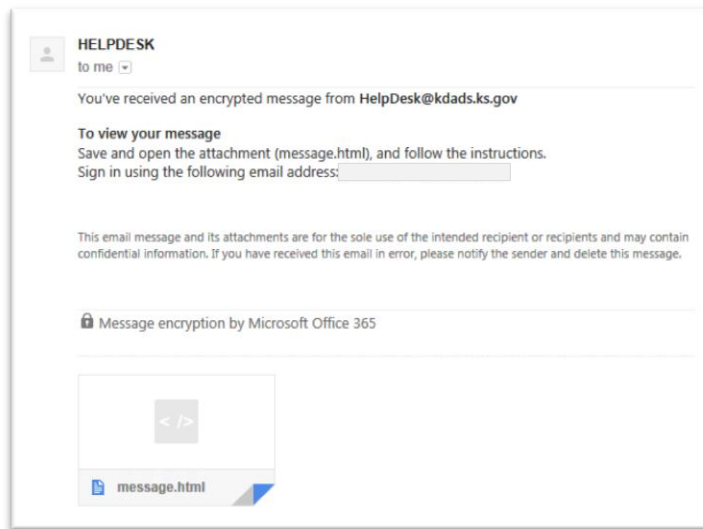 HELPDESK
to me
You've received an encrypted message from HelpDesk@kdads.ks.gov
To view your message
Save and open the attachment (message.html), and follow the instructions.
Sign in using the following email address:
This email message and its attachments are for the sole use of the intended recipient or recipients and may contain
confidential information. If you have received this email in error, please notify the sender and delete this message.
Message encryption by Microsoft Office 365
</>
message.html